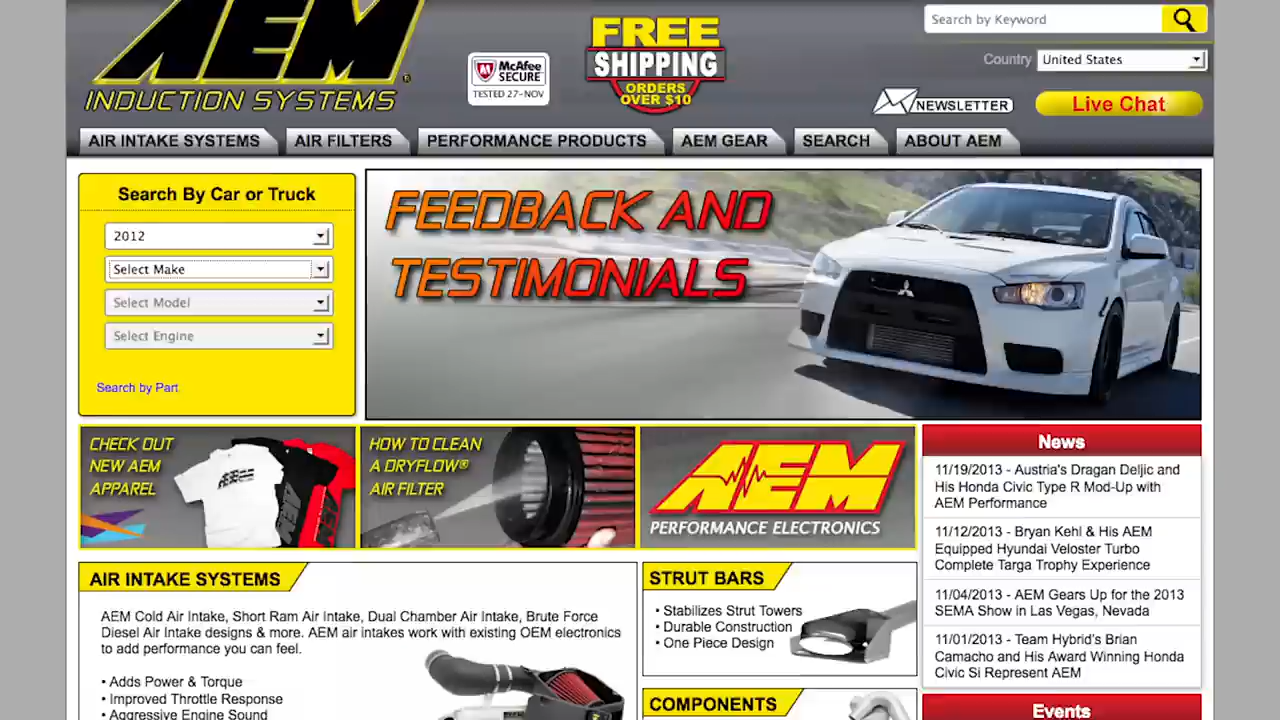 AEM®
INDUCTION SYSTEMS
McAfee
SECURE
TESTED 27-NOV
FREE
SHIPPING
ORDERS
OVER $10
Search by Keyword
Country United States
NEWSLETTER
Live Chat
AIR INTAKE SYSTEMS
AIR FILTERS
PERFORMANCE PRODUCTS
AEM GEAR
SEARCH
ABOUT AEM
Search By Car or Truck
2012
Select Make
Select Model
Select Engine
Search by Part
FEEDBACK AND
TESTIMONIALS
CHECK OUT
NEW AEM
APPAREL
HOW TO CLEAN
A DRYFLOW®
AIR FILTER
AEM
PERFORMANCE ELECTRONICS
News
11/19/2013 - Austria's Dragan Deljic and
His Honda Civic Type R Mod-Up with
AEM Performance
11/12/2013 - Bryan Kehl & His AEM
Equipped Hyundai Veloster Turbo
Complete Targa Trophy Experience
11/04/2013 - AEM Gears Up for the 2013
SEMA Show in Las Vegas, Nevada
11/01/2013 - Team Hybrid's Brian
Camacho and His Award Winning Honda
Civic Si Represent AEM
Events
AIR INTAKE SYSTEMS
AEM Cold Air Intake, Short Ram Air Intake, Dual Chamber Air Intake, Brute Force
Diesel Air Intake designs & more. AEM air intakes work with existing OEM electronics
to add performance you can feel.
• Adds Power & Torque
• Improved Throttle Response
• Aggressive Engine Sound
STRUT BARS
• Stabilizes Strut Towers
• Durable Construction
• One Piece Design
COMPONENTS